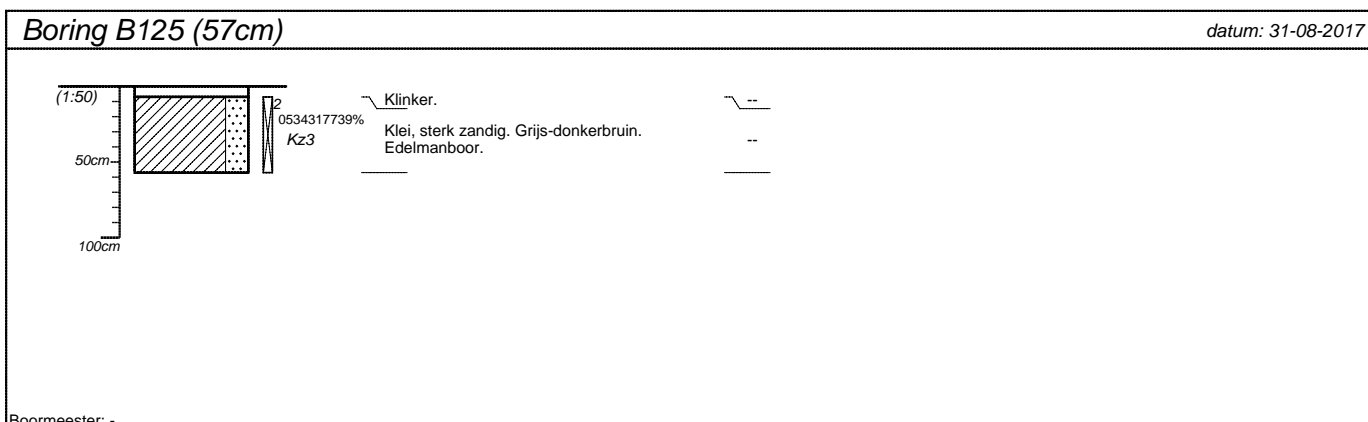 Boring B125 (57cm)
datum: 31-08-2017
(1:50)
2
0534317739%
Kz3
Klinker.
--
Klei, sterk zandig. Grijs-donkerbruin.
Edelmanboor.
--
50cm
100cm
Boormeester: -